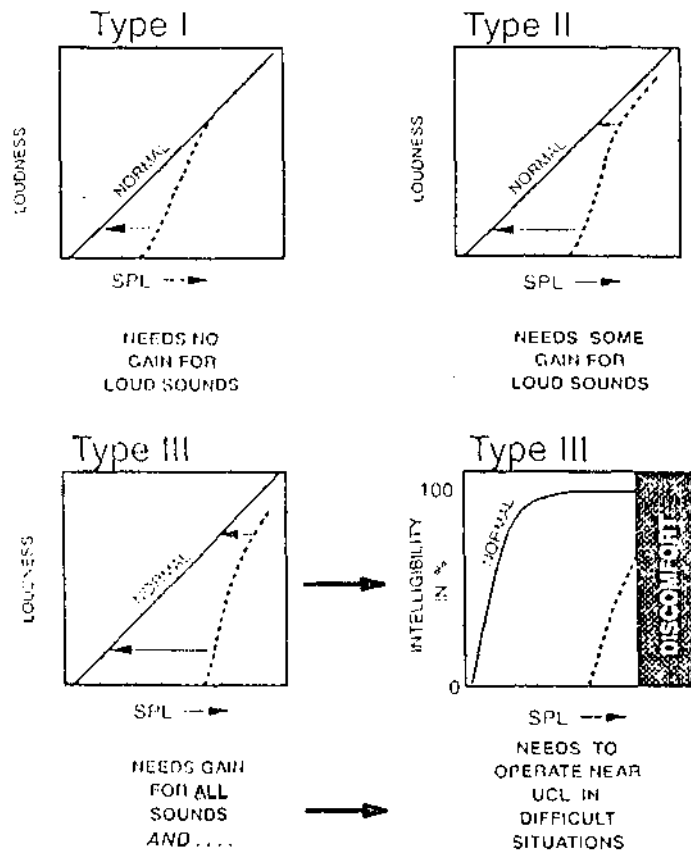 Type I
LOUDNESS
NORMAL
SPL
NEEDS NO
GAIN FOR
LOUD SOUNDS
Type II
LOUDNESS
NORMAL
SPL
NEEDS SOME
GAIN FOR
LOUD SOUNDS
Type III
LOUDNESS
NORMAL
SPL
NEEDS GAIN
FOR ALL
SOUNDS
AND ....
Type III
100
INTELLIGIBILITY
IN %
0
NORMAL
DISCOMFORT
SPL
NEEDS TO
OPERATE NEAR
UCL IN
DIFFICULT
SITUATIONS